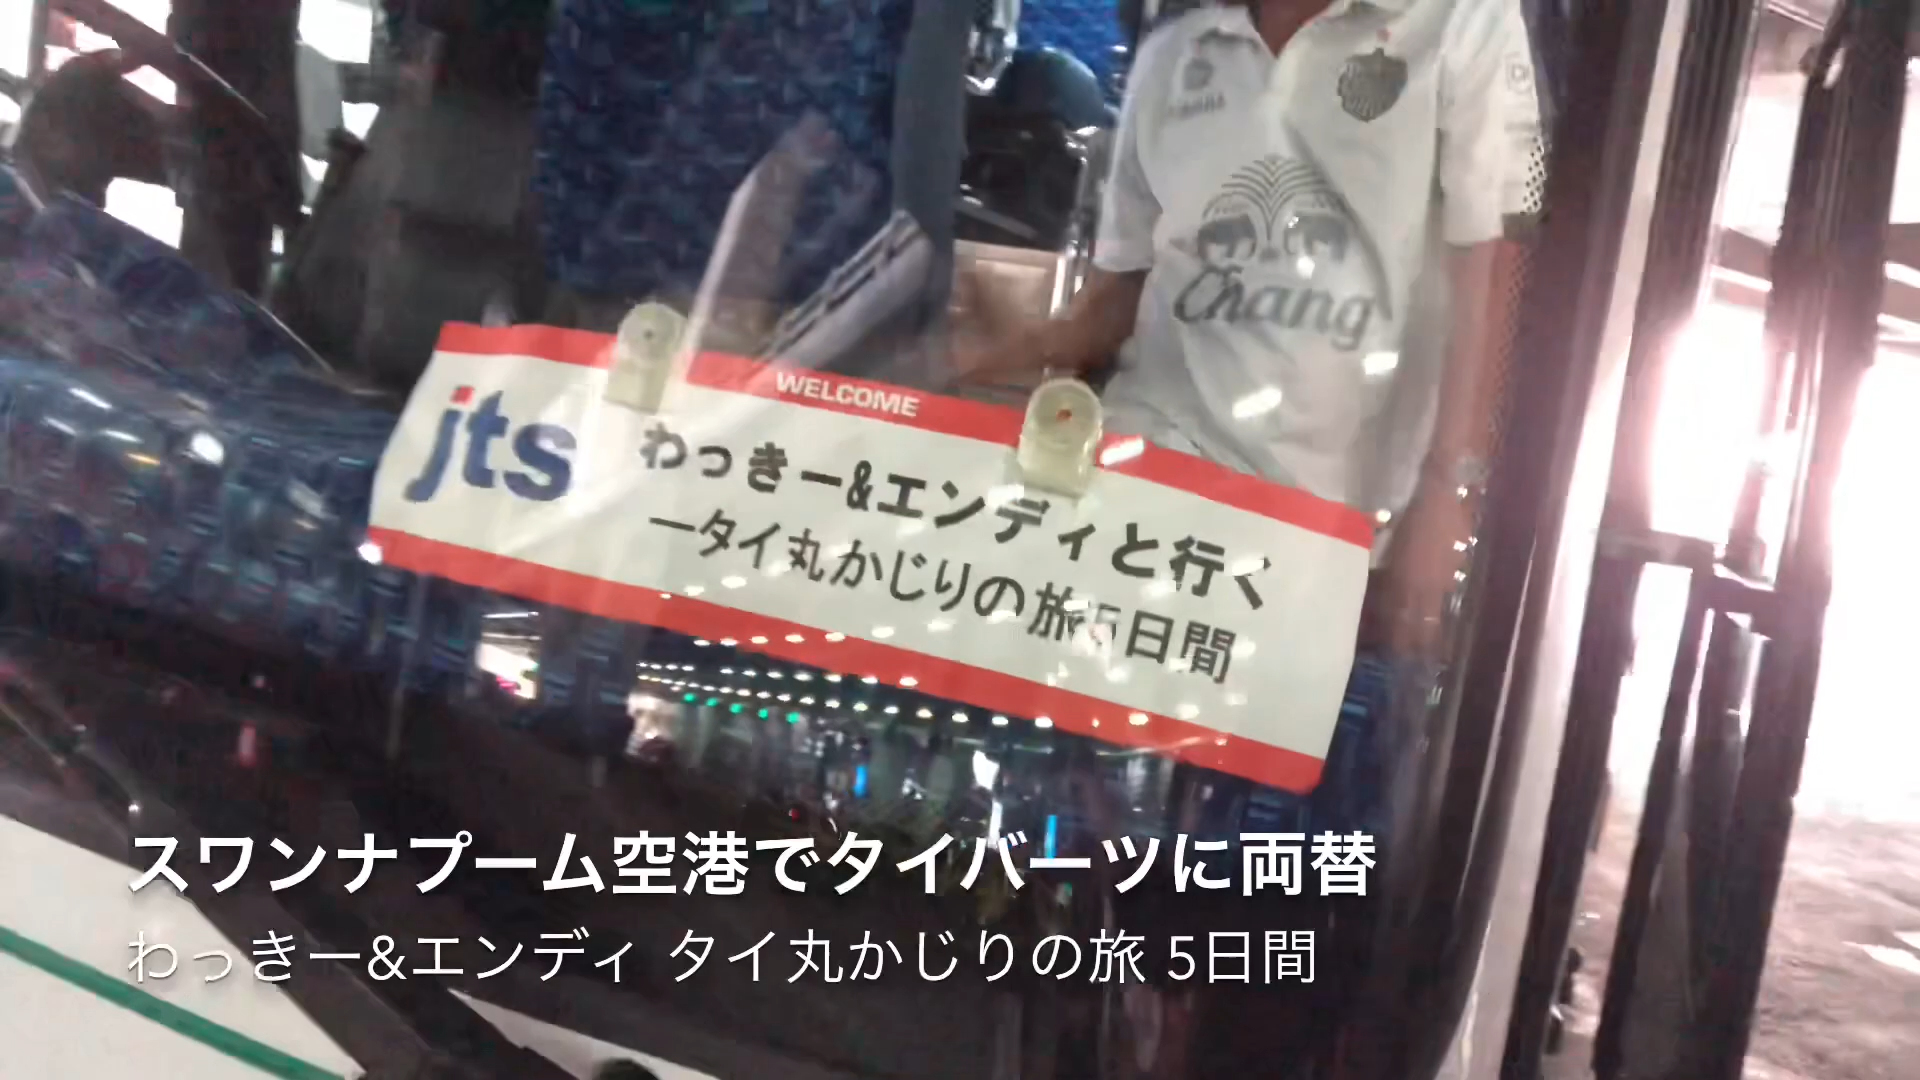 Chang
WELCOME
jts
わっきー&エンディと行く
ータイ丸かじりの旅5日間
スワンナプーム空港でタイバーツに両替
わっきー&エンディ タイ丸かじりの旅 5日間